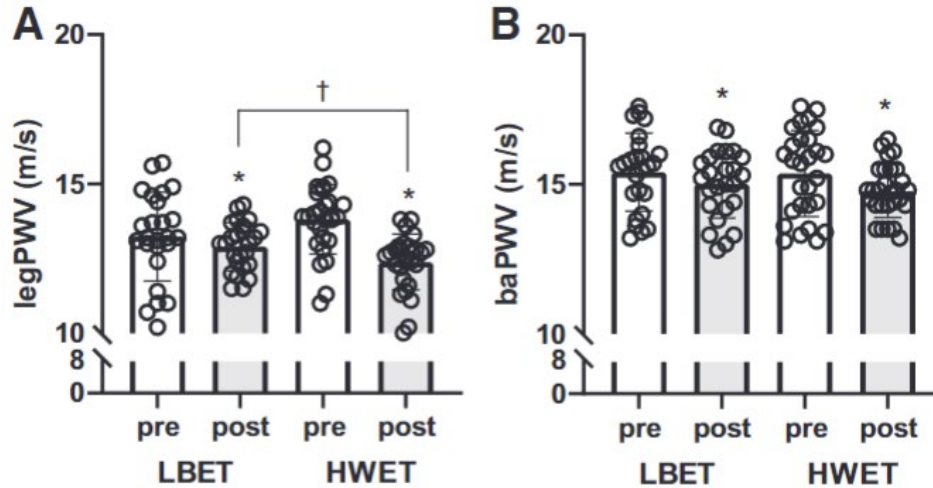 A
legPWV (m/s)
20
15
10
8
0
†
*
*
pre post pre post
LBET HWET
B
baPWV (m/s)
20
15
10
8
0
*
*
pre post pre post
LBET HWET